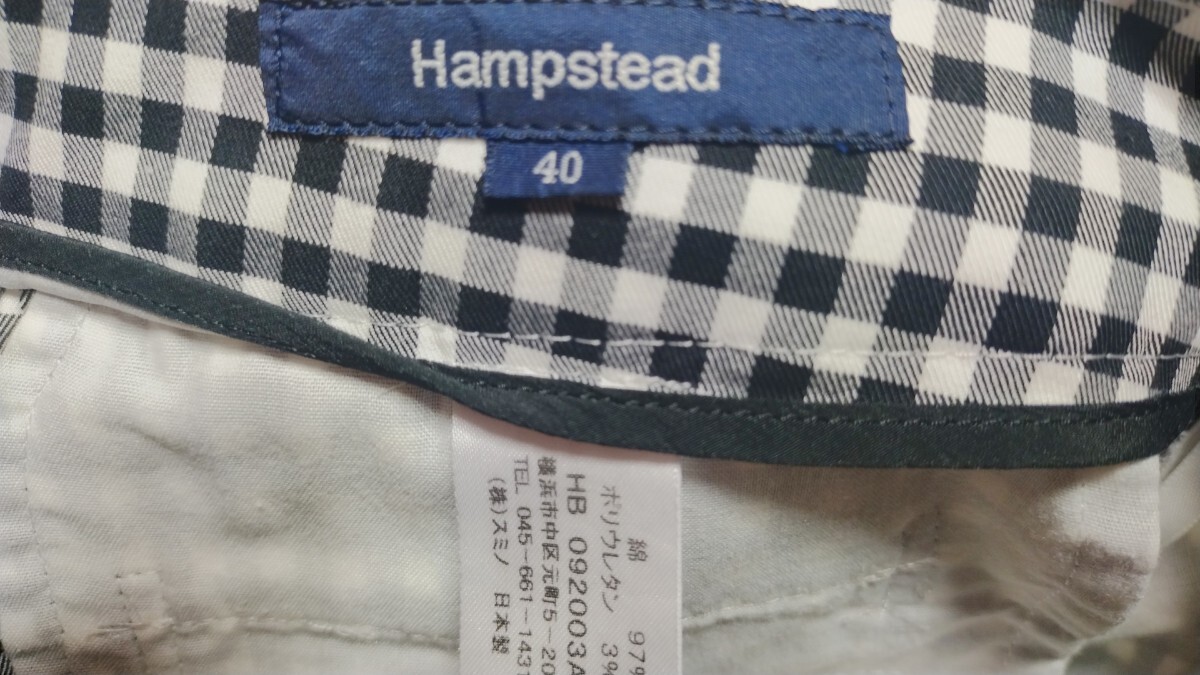 Hampstead
40
綿 97%
ポリウレタン 3%
HB 092003A
横浜市中区元町5-20
TEL 045-661-1431
(株)スミノ 日本製